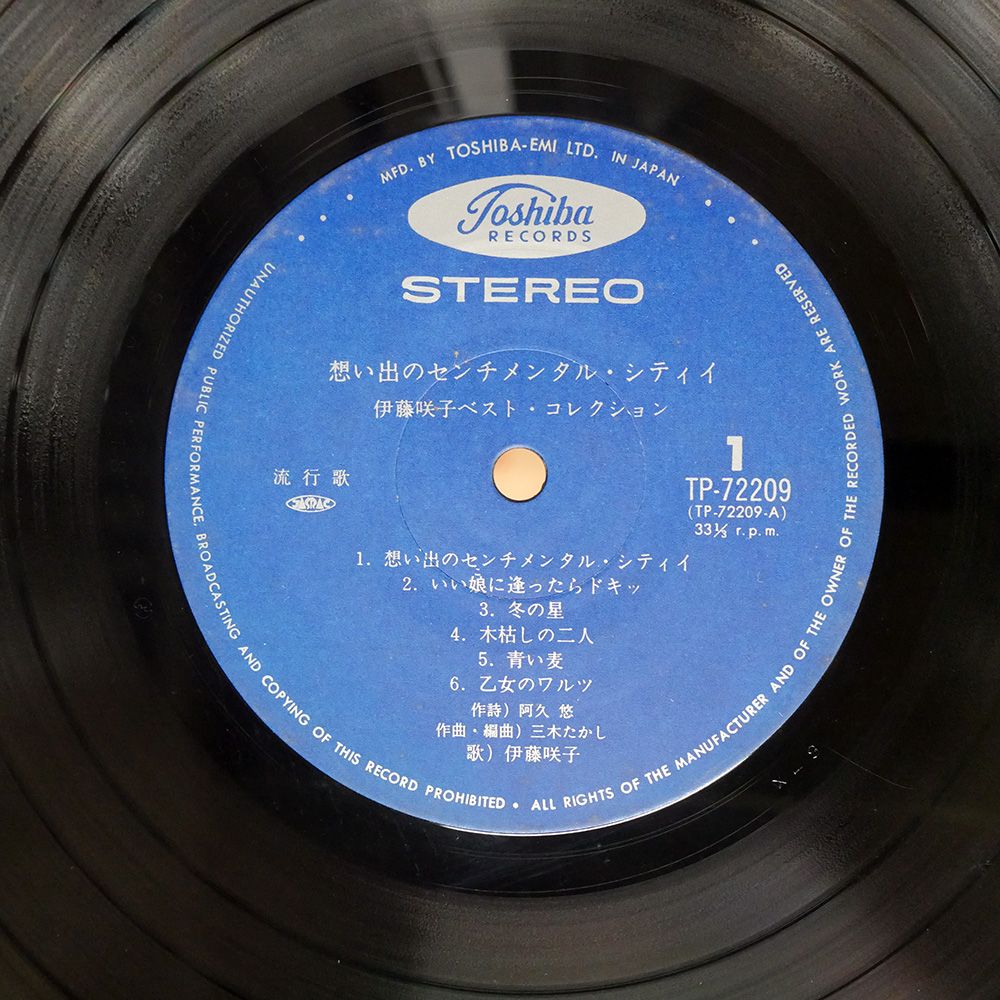 MFD. BY TOSHIBA-EMI LTD. IN JAPAN
Toshiba
RECORDS
STEREO
想い出のセンチメンタル・シティイ
伊藤咲子ベスト・コレクション
流行歌
JASRAC
1
TP-72209
(TP-72209-A)
33⅓ r.p.m.
1. 想い出のセンチメンタル・シティイ
2. いい娘に逢ったらドキッ
3. 冬の星
4. 木枯しの二人
5. 青い麦
6. 乙女のワルツ
作詩) 阿久 悠
作曲・編曲) 三木たかし
歌) 伊藤咲子
UNAUTHORIZED PUBLIC PERFORMANCE, BROADCASTING AND COPYING OF THIS RECORD PROHIBITED • ALL RIGHTS OF THE MANUFACTURER AND OF THE OWNER OF THE RECORDED WORK ARE RESERVED